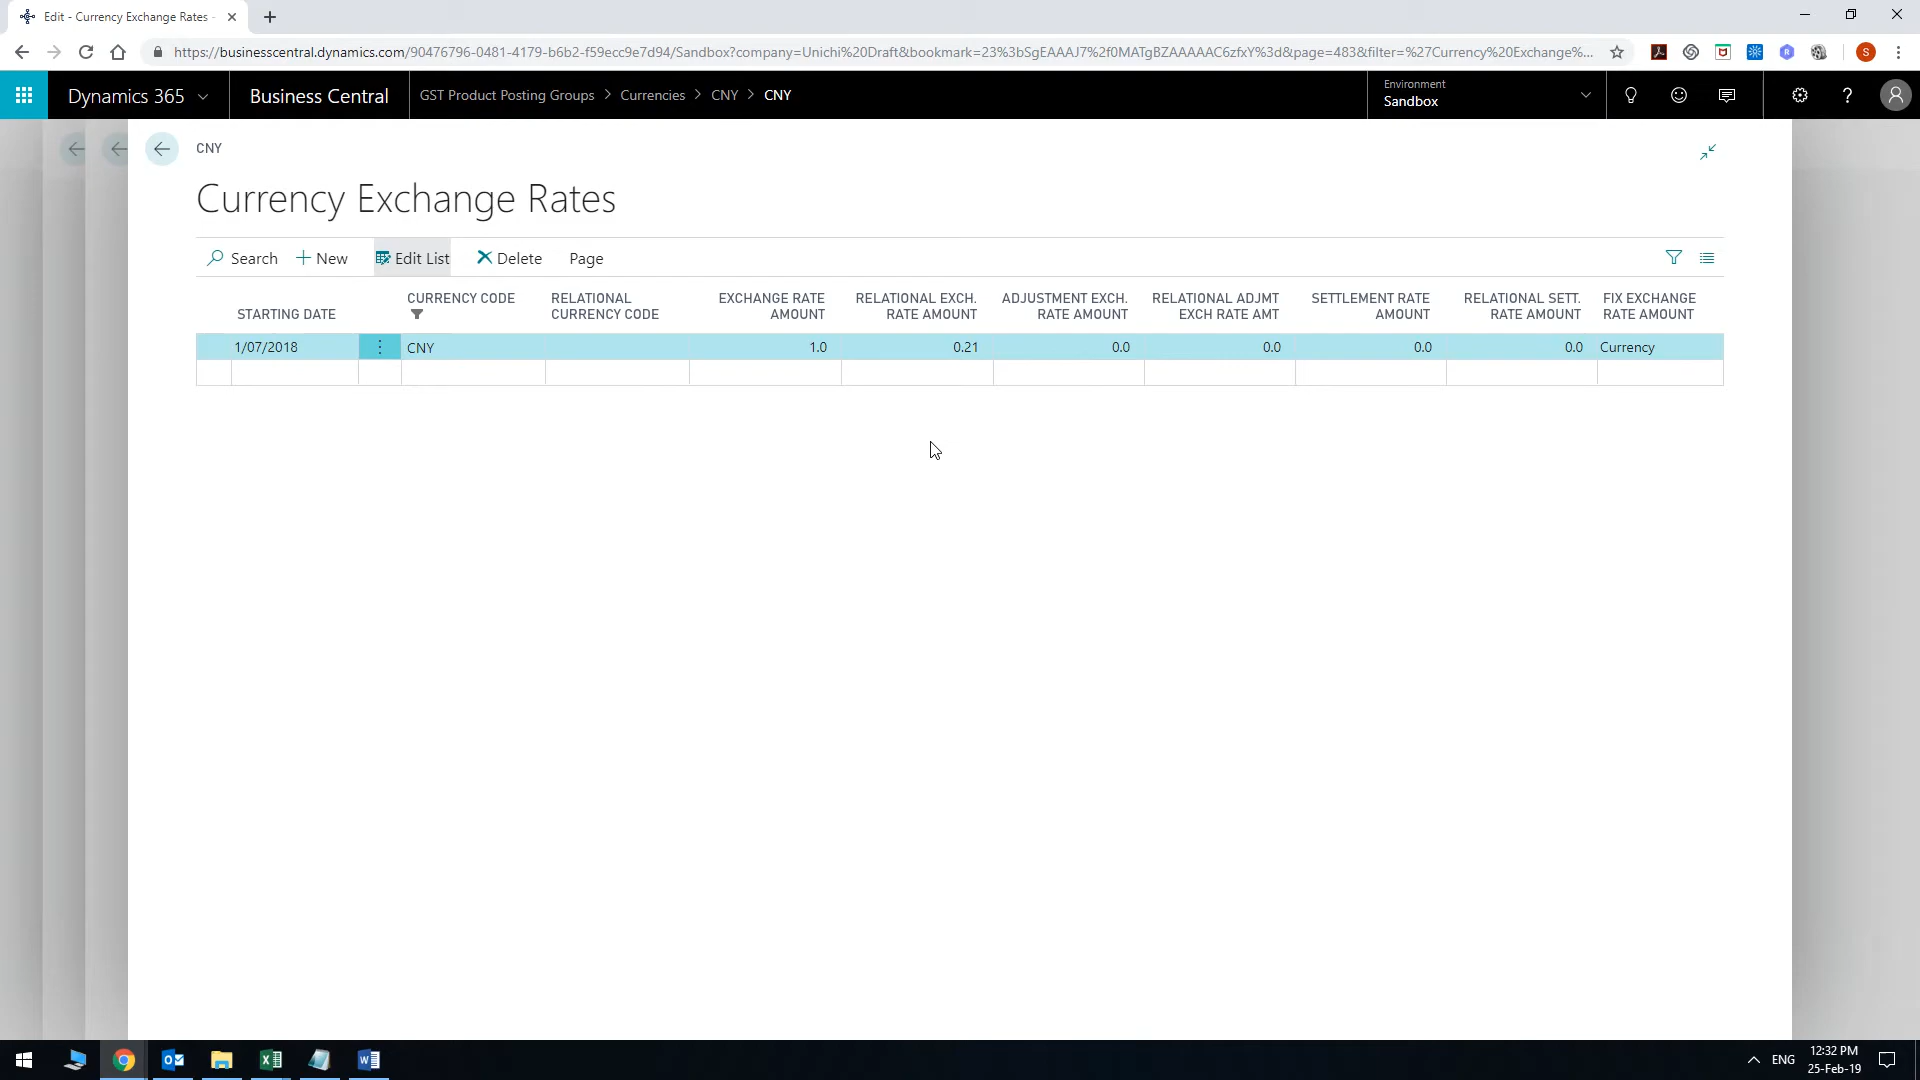 Edit - Currency Exchange Rates -
https://businesscentral.dynamics.com/90476796-0481-4179-b6b2-f59ecc9e7d94/Sandbox?company=Unichi%20Draft&bookmark=23%3bSgEAAAJ7%2f0MATgBZAAAAAAC6zfxY%3d&page=483&filter=%27Currency%20Exchange%...
S
Dynamics 365
Business Central
GST Product Posting Groups > Currencies > CNY > CNY
Environment
Sandbox
?
CNY
Currency Exchange Rates
Search
New
Edit List
Delete
Page
STARTING DATE
CURRENCY CODE
RELATIONAL CURRENCY CODE
EXCHANGE RATE AMOUNT
RELATIONAL EXCH. RATE AMOUNT
ADJUSTMENT EXCH. RATE AMOUNT
RELATIONAL ADJMT EXCH RATE AMT
SETTLEMENT RATE AMOUNT
RELATIONAL SETT. RATE AMOUNT
FIX EXCHANGE RATE AMOUNT
1/07/2018 CNY 1.0 0.21 0.0 0.0 0.0 0.0 Currency
ENG
12:32 PM
25-Feb-19